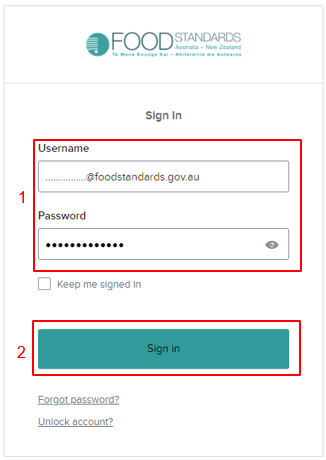 FOOD STANDARDS
Australia • New Zealand
Te Mana Kounga Kai – Ahitereiria me Aotearoa
Sign In
Username
1
................@foodstandards.gov.au
Password
•••••••••••••
Keep me signed in
2
Sign in
Forgot password?
Unlock account?